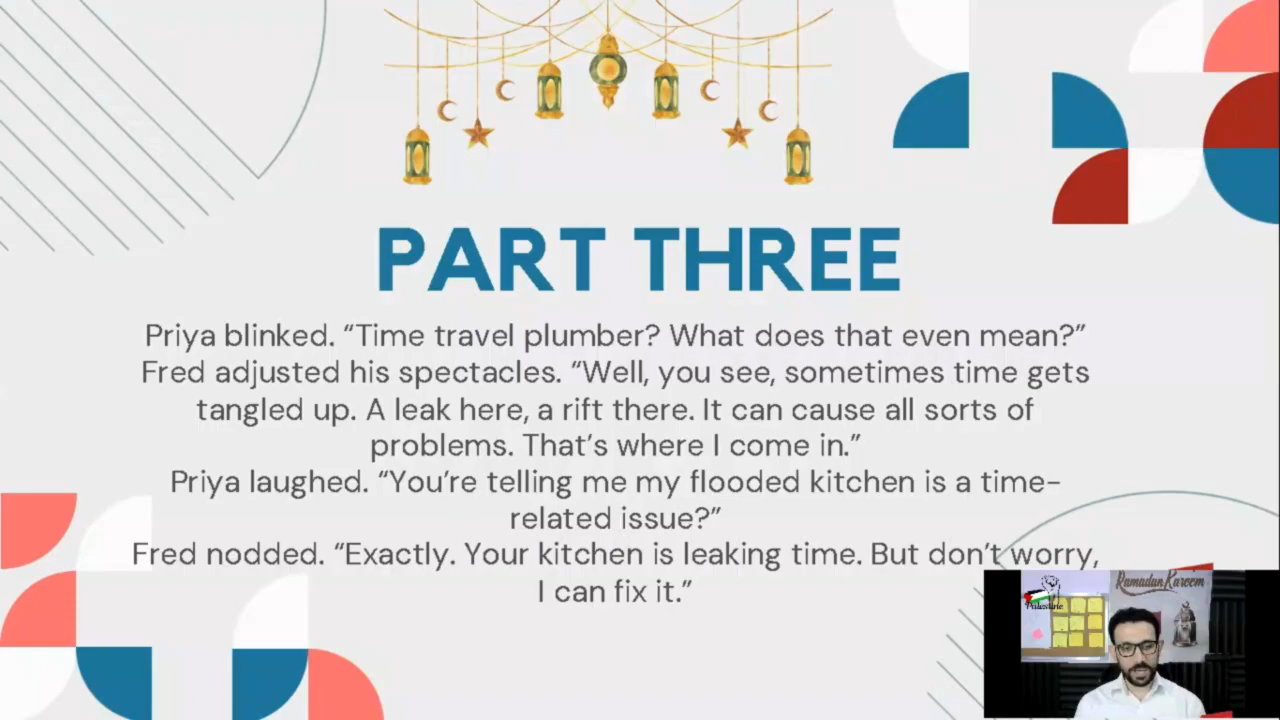 PART THREE
Priya blinked. “Time travel plumber? What does that even mean?”
Fred adjusted his spectacles. “Well, you see, sometimes time gets
tangled up. A leak here, a rift there. It can cause all sorts of
problems. That’s where I come in.”
Priya laughed. “You’re telling me my flooded kitchen is a time-
related issue?”
Fred nodded. “Exactly. Your kitchen is leaking time. But don’t worry,
I can fix it.”
Ramadan Kareem
Palestine